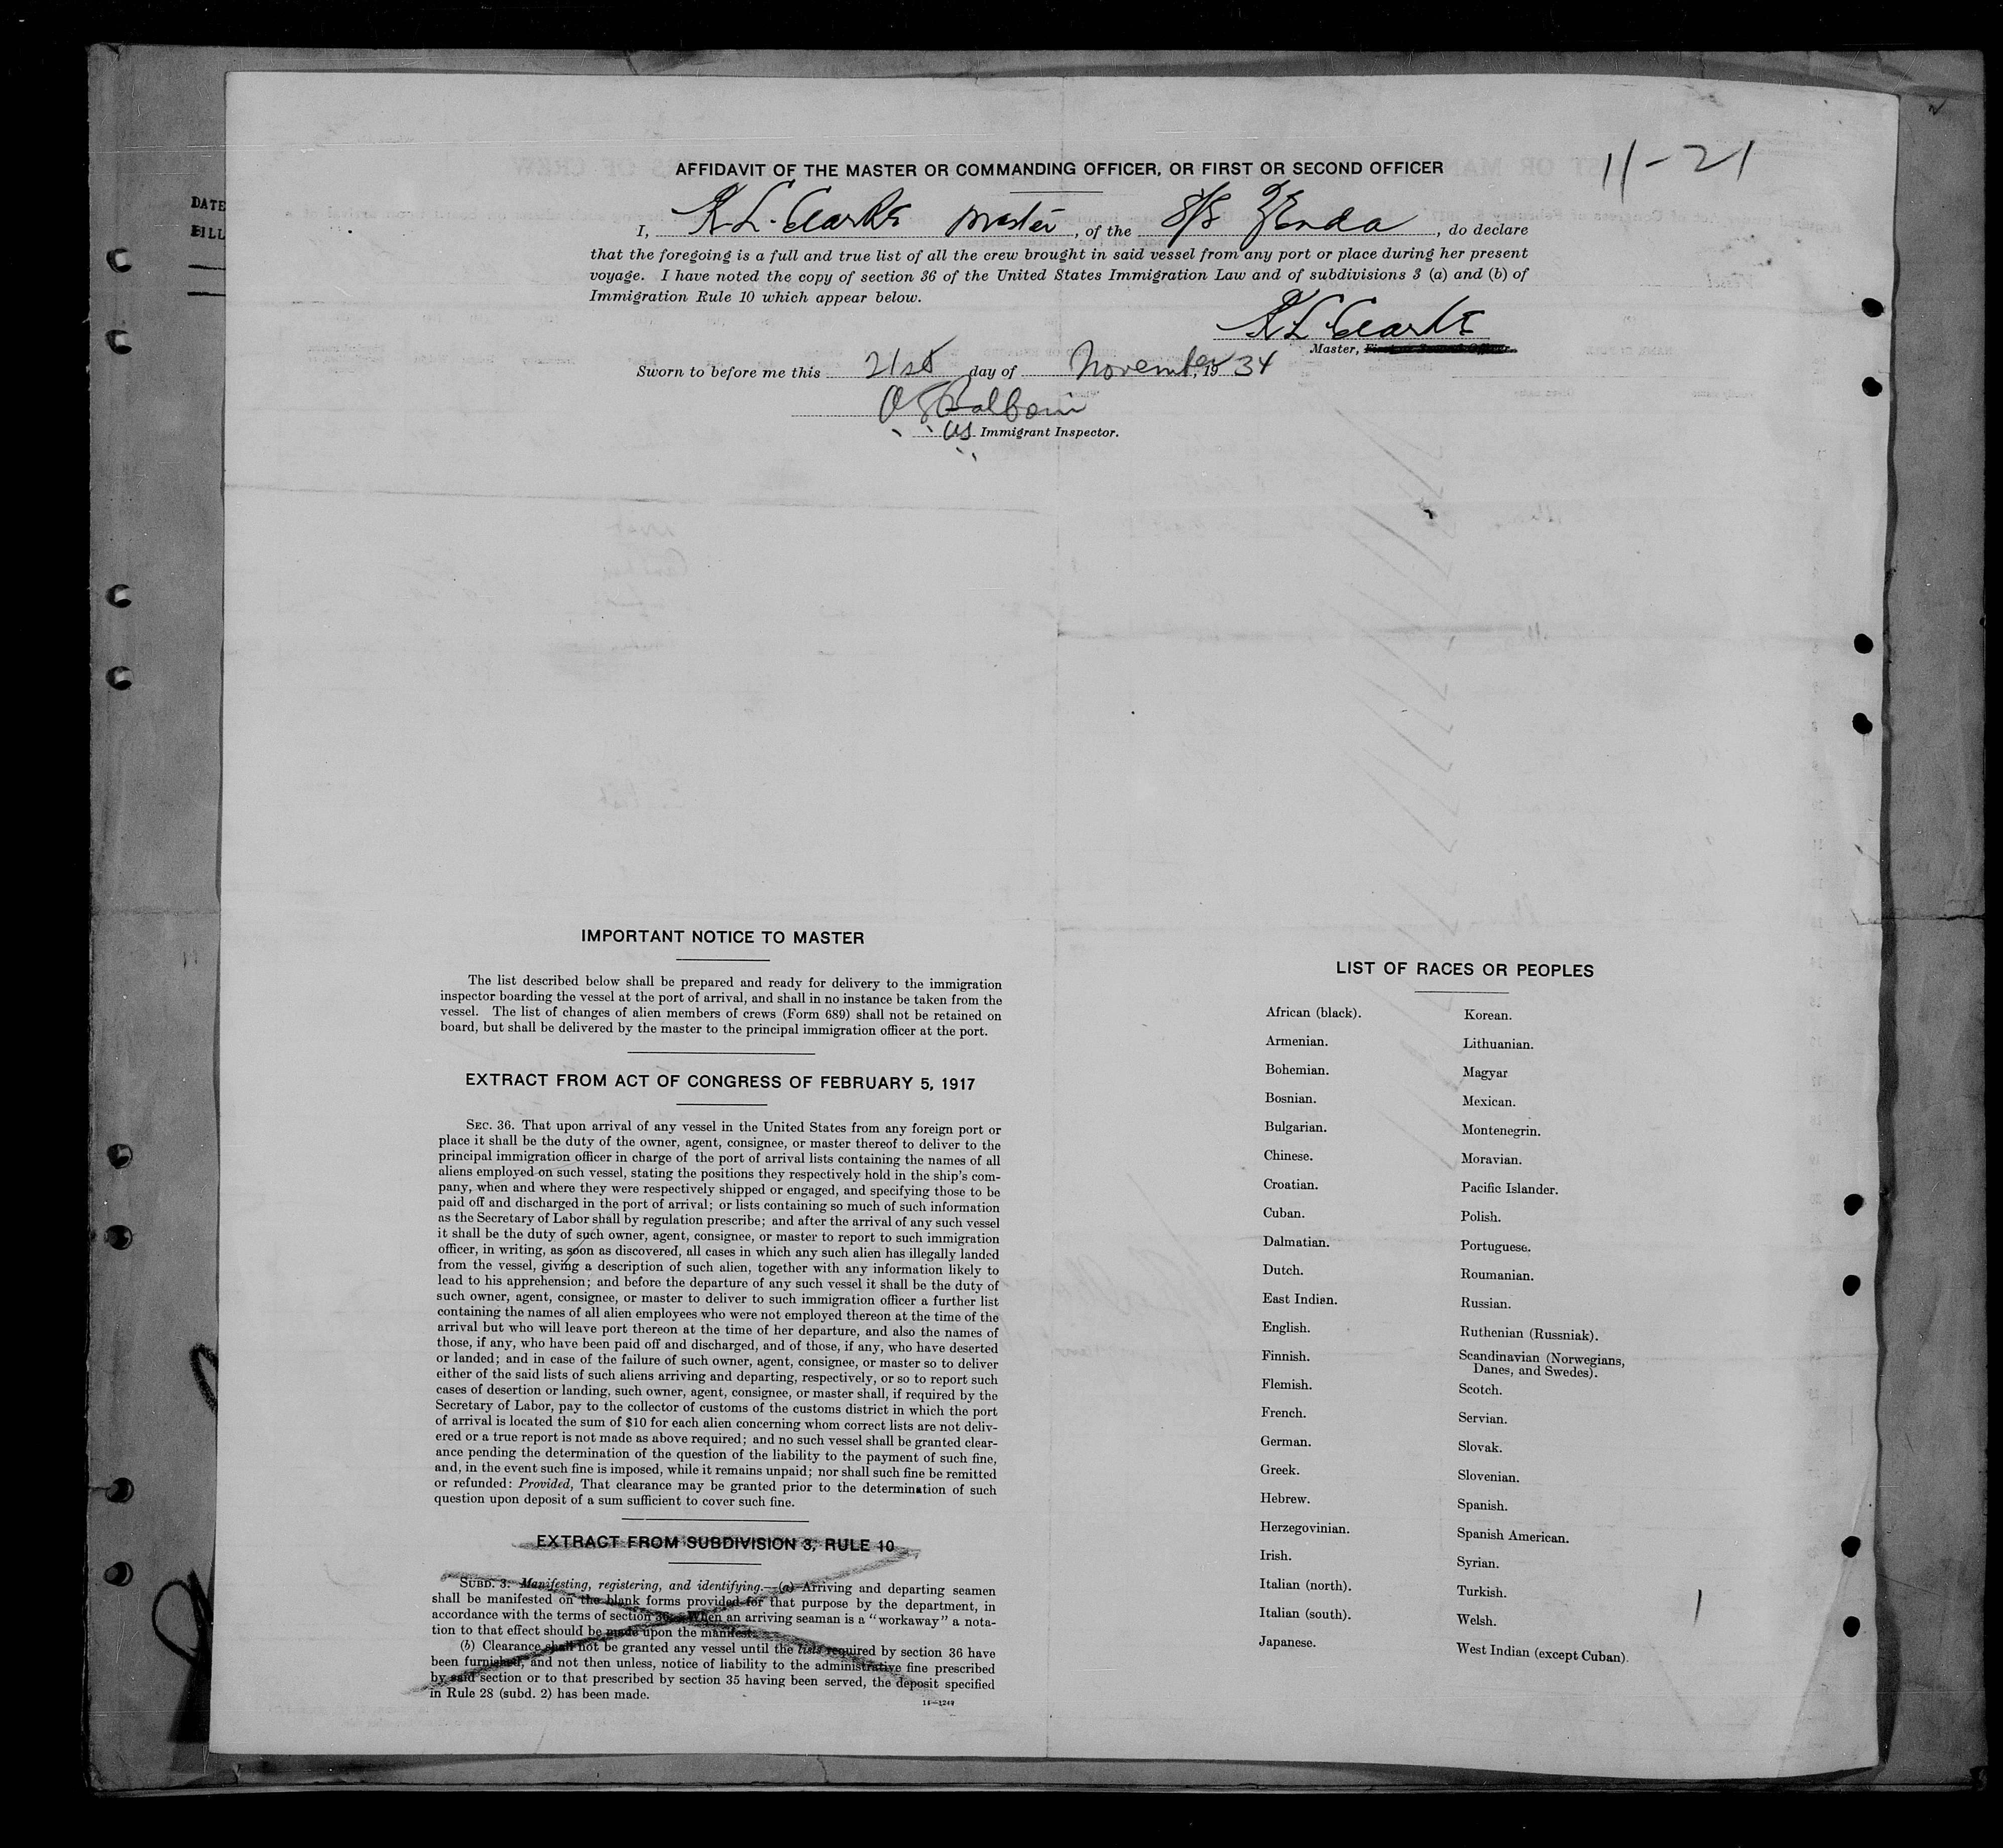 11-21
DATE
BILL
AFFIDAVIT OF THE MASTER OR COMMANDING OFFICER, OR FIRST OR SECOND OFFICER
I, K L. Clarke Master, of the S/S Zenda, do declare
that the foregoing is a full and true list of all the crew brought in said vessel from any port or place during her present
voyage. I have noted the copy of section 36 of the United States Immigration Law and of subdivisions 3 (a) and (b) of
Immigration Rule 10 which appear below.
K L. Clarke
Master, First or Second Officer.
Sworn to before me this 21st day of November, 1934
US Immigrant Inspector.
IMPORTANT NOTICE TO MASTER
The list described below shall be prepared and ready for delivery to the immigration
inspector boarding the vessel at the port of arrival, and shall in no instance be taken from the
vessel. The list of changes of alien members of crews (Form 689) shall not be retained on
board, but shall be delivered by the master to the principal immigration officer at the port.
EXTRACT FROM ACT OF CONGRESS OF FEBRUARY 5, 1917
SEC. 36. That upon arrival of any vessel in the United States from any foreign port or
place it shall be the duty of the owner, agent, consignee, or master thereof to deliver to the
principal immigration officer in charge of the port of arrival lists containing the names of all
aliens employed on such vessel, stating the positions they respectively hold in the ship's com-
pany, when and where they were respectively shipped or engaged, and specifying those to be
paid off and discharged in the port of arrival; or lists containing so much of such information
as the Secretary of Labor shall by regulation prescribe; and after the arrival of any such vessel
it shall be the duty of such owner, agent, consignee, or master to report to such immigration
officer, in writing, as soon as discovered, all cases in which any such alien has illegally landed
from the vessel, giving a description of such alien, together with any information likely to
lead to his apprehension; and before the departure of any such vessel it shall be the duty of
such owner, agent, consignee, or master to deliver to such immigration officer a further list
containing the names of all alien employees who were not employed thereon at the time of the
arrival but who will leave port thereon at the time of her departure, and also the names of
those, if any, who have been paid off and discharged, and of those, if any, who have deserted
or landed; and in case of the failure of such owner, agent, consignee, or master so to deliver
either of the said lists of such aliens arriving and departing, respectively, or so to report such
cases of desertion or landing, such owner, agent, consignee, or master shall, if required by the
Secretary of Labor, pay to the collector of customs of the customs district in which the port
of arrival is located the sum of $10 for each alien concerning whom correct lists are not deliv-
ered or a true report is not made as above required; and no such vessel shall be granted clear-
ance pending the determination of the question of the liability to the payment of such fine,
and, in the event such fine is imposed, while it remains unpaid; nor shall such fine be remitted
or refunded: Provided, That clearance may be granted prior to the determination of such
question upon deposit of a sum sufficient to cover such fine.
EXTRACT FROM SUBDIVISION 3, RULE 10
SUBD. 3. Manifesting, registering, and identifying.—(a) Arriving and departing seamen
shall be manifested on the blank forms provided for that purpose by the department, in
accordance with the terms of section 36. When an arriving seaman is a "workaway" a nota-
tion to that effect should be made upon the manifest.
(b) Clearance shall not be granted any vessel until the lists required by section 36 have
been furnished, and not then unless, notice of liability to the administrative fine prescribed
by said section or to that prescribed by section 35 having been served, the deposit specified
in Rule 28 (subd. 2) has been made.
LIST OF RACES OR PEOPLES
African (black).
Armenian.
Bohemian.
Bosnian.
Bulgarian.
Chinese.
Croatian.
Cuban.
Dalmatian.
Dutch.
East Indien.
English.
Finnish.
Flemish.
French.
German.
Greek.
Hebrew.
Herzegovinian.
Irish.
Italian (north).
Italian (south).
Japanese.
Korean.
Lithuanian.
Magyar
Mexican.
Montenegrin.
Moravian.
Pacific Islander.
Polish.
Portuguese.
Roumanian.
Russian.
Ruthenian (Russniak).
Scandinavian (Norwegians,
Danes, and Swedes).
Scotch.
Servian.
Slovak.
Slovenian.
Spanish.
Spanish American.
Syrian.
Turkish.
Welsh.
West Indian (except Cuban).